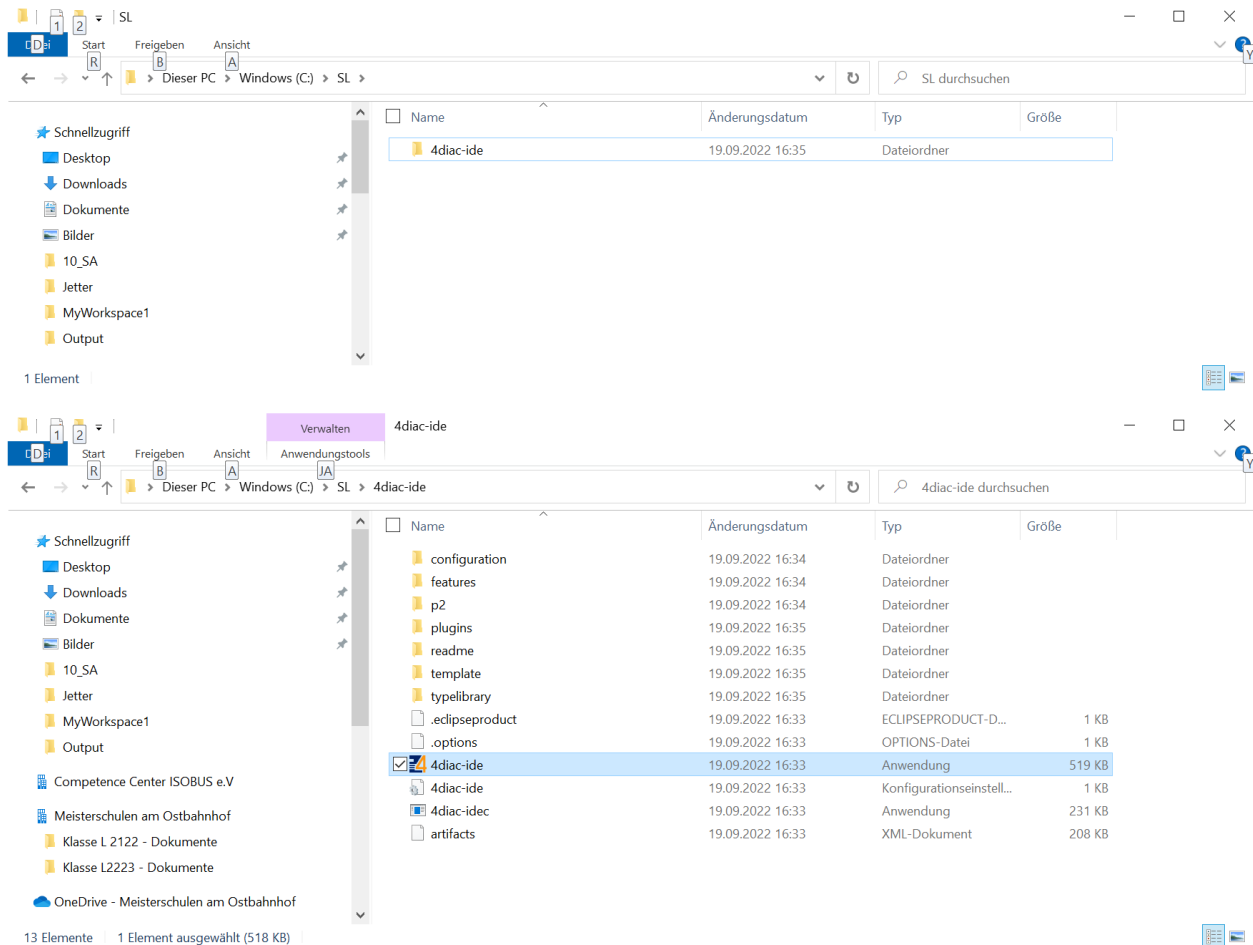 1 2 SL
D Start Freigeben Ansicht
R B A Y
Dieser PC Windows (C:) SL SL durchsuchen
Name Änderungsdatum Typ Größe
4diac-ide 19.09.2022 16:35 Dateiordner
Schnellzugriff
Desktop
Downloads
Dokumente
Bilder
10_SA
Jetter
MyWorkspace1
Output
1 Element
1 2 Verwalten 4diac-ide
D Start Freigeben Ansicht Anwendungstools
R B A JA Y
Dieser PC Windows (C:) SL 4diac-ide 4diac-ide durchsuchen
Name Änderungsdatum Typ Größe
Schnellzugriff
Desktop
Downloads
Dokumente
Bilder
10_SA
Jetter
MyWorkspace1
Output
Competence Center ISOBUS e.V
Meisterschulen am Ostbahnhof
Klasse L 2122 - Dokumente
Klasse L2223 - Dokumente
OneDrive - Meisterschulen am Ostbahnhof
configuration 19.09.2022 16:34 Dateiordner
features 19.09.2022 16:34 Dateiordner
p2 19.09.2022 16:34 Dateiordner
plugins 19.09.2022 16:35 Dateiordner
readme 19.09.2022 16:35 Dateiordner
template 19.09.2022 16:35 Dateiordner
typelibrary 19.09.2022 16:35 Dateiordner
.eclipseproduct 19.09.2022 16:33 ECLIPSEPRODUCT-D... 1 KB
.options 19.09.2022 16:33 OPTIONS-Datei 1 KB
4diac-ide 19.09.2022 16:33 Anwendung 519 KB
4diac-ide 19.09.2022 16:33 Konfigurationseinstell... 1 KB
4diac-idec 19.09.2022 16:33 Anwendung 231 KB
artifacts 19.09.2022 16:33 XML-Dokument 208 KB
13 Elemente 1 Element ausgewählt (518 KB)